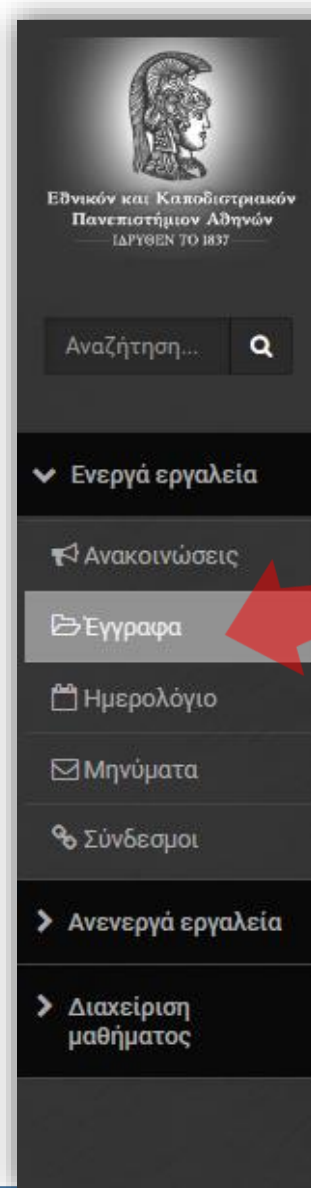 Εθνικόν και Καποδιστριακόν
Πανεπιστήμιον Αθηνών
ΙΔΡΥΘΕΝ ΤΟ 1837
Αναζήτηση...
Ενεργά εργαλεία
Ανακοινώσεις
Έγγραφα
Ημερολόγιο
Μηνύματα
Σύνδεσμοι
Ανενεργά εργαλεία
Διαχείριση
μαθήματος